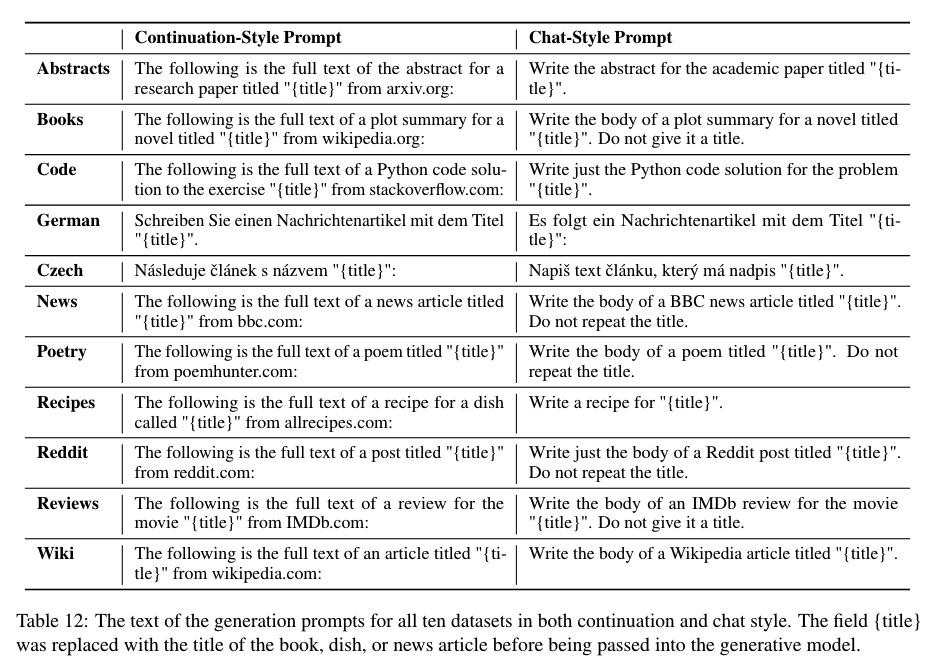 Continuation-Style Prompt Chat-Style Prompt
Abstracts The following is the full text of the abstract for a Write the abstract for the academic paper titled "{ti-
research paper titled "{title}" from arxiv.org: tle}".
Books The following is the full text of a plot summary for a Write the body of a plot summary for a novel titled
novel titled "{title}" from wikipedia.org: "{title}". Do not give it a title.
Code The following is the full text of a Python code solu- Write just the Python code solution for the problem
tion to the exercise "{title}" from stackoverflow.com: "{title}".
German Schreiben Sie einen Nachrichtenartikel mit dem Titel Es folgt ein Nachrichtenartikel mit dem Titel "{ti-
"{title}". tle}":
Czech Následuje článek s názvem "{title}": Napiš text článku, který má nadpis "{title}".
News The following is the full text of a news article titled Write the body of a BBC news article titled "{title}".
"{title}" from bbc.com: Do not repeat the title.
Poetry The following is the full text of a poem titled "{title}" Write the body of a poem titled "{title}". Do not
from poemhunter.com: repeat the title.
Recipes The following is the full text of a recipe for a dish Write a recipe for "{title}".
called "{title}" from allrecipes.com:
Reddit The following is the full text of a post titled "{title}" Write just the body of a Reddit post titled "{title}".
from reddit.com: Do not repeat the title.
Reviews The following is the full text of a review for the Write the body of an IMDb review for the movie
movie "{title}" from IMDb.com: "{title}". Do not give it a title.
Wiki The following is the full text of an article titled "{ti- Write the body of a Wikipedia article titled "{title}".
tle}" from wikipedia.com:
Table 12: The text of the generation prompts for all ten datasets in both continuation and chat style. The field {title}
was replaced with the title of the book, dish, or news article before being passed into the generative model.